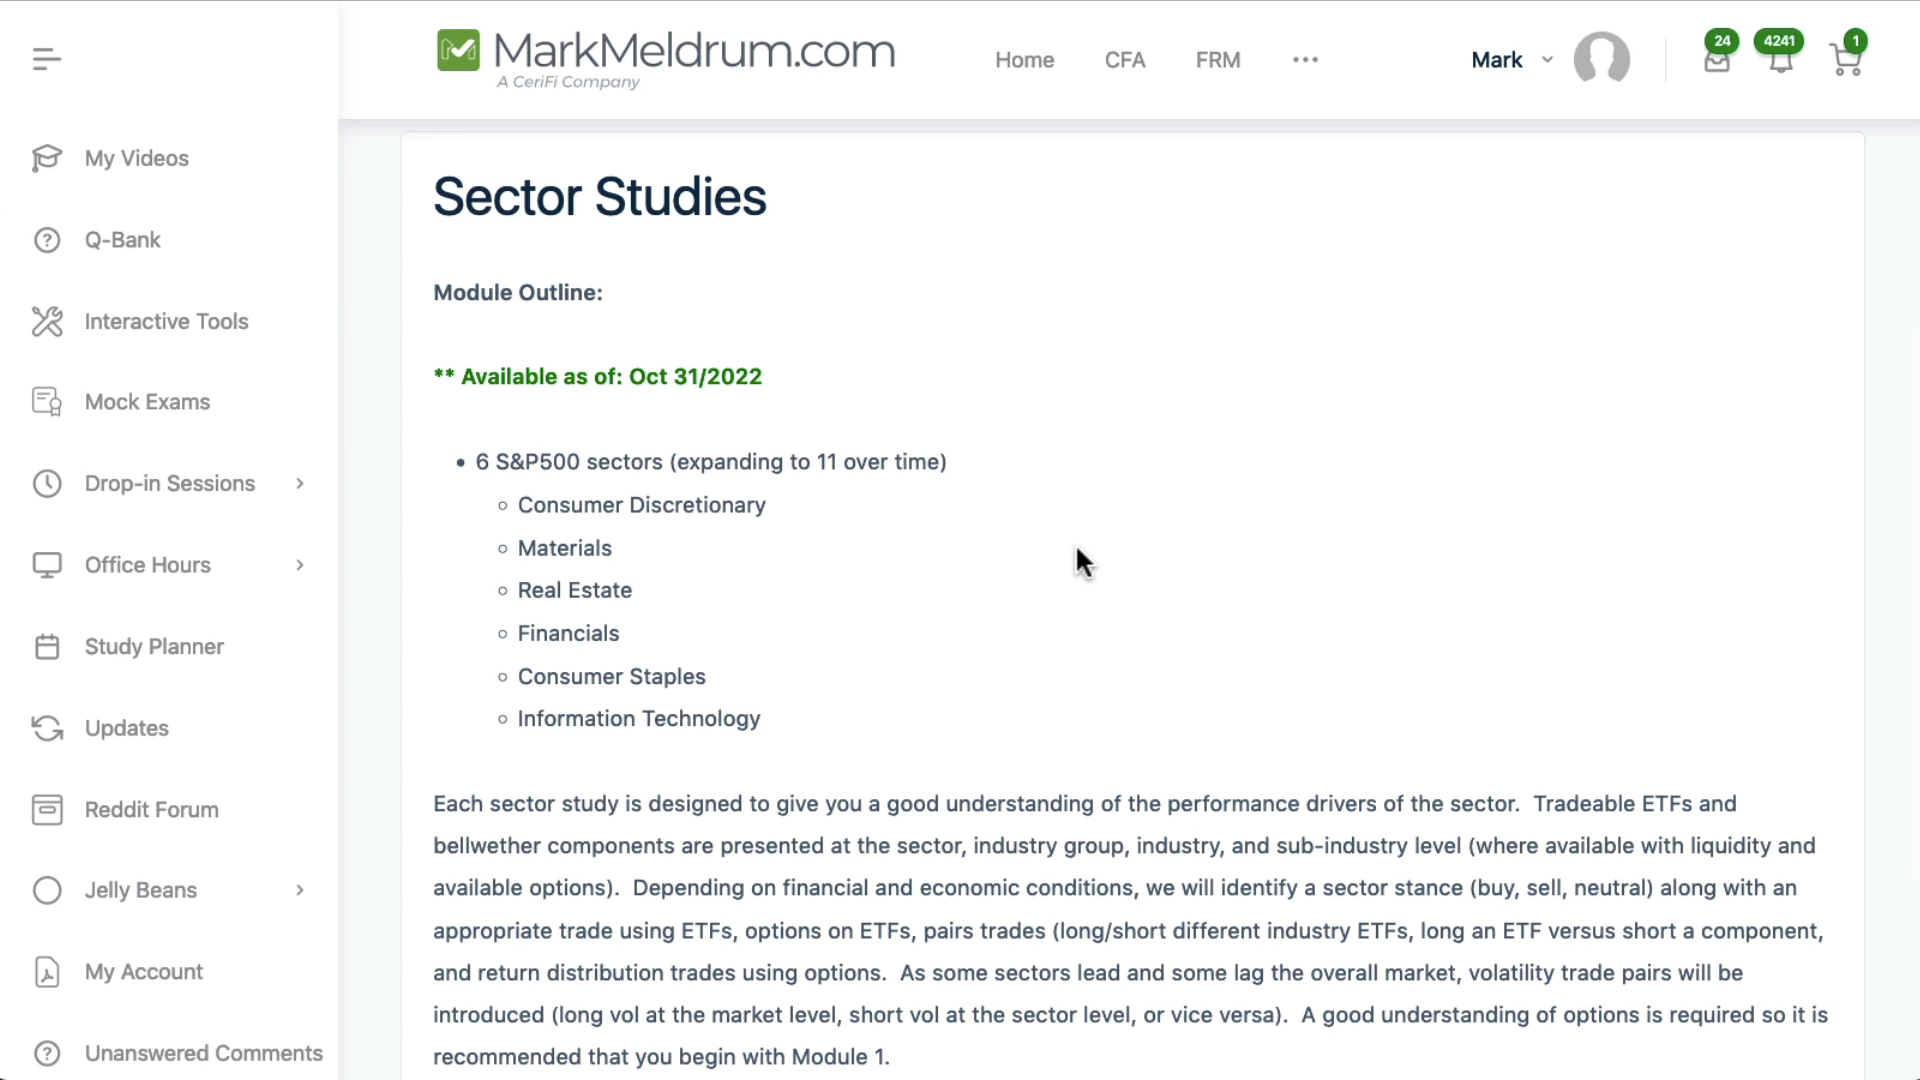 MarkMeldrum.com
A CeriFi Company
Home
CFA
FRM
Mark
24
4241
1
My Videos
Q-Bank
Interactive Tools
Mock Exams
Drop-in Sessions
Office Hours
Study Planner
Updates
Reddit Forum
Jelly Beans
My Account
Unanswered Comments
Sector Studies
Module Outline:
** Available as of: Oct 31/2022
• 6 S&P500 sectors (expanding to 11 over time)
◦ Consumer Discretionary
◦ Materials
◦ Real Estate
◦ Financials
◦ Consumer Staples
◦ Information Technology
Each sector study is designed to give you a good understanding of the performance drivers of the sector.  Tradeable ETFs and
bellwether components are presented at the sector, industry group, industry, and sub-industry level (where available with liquidity and
available options).  Depending on financial and economic conditions, we will identify a sector stance (buy, sell, neutral) along with an
appropriate trade using ETFs, options on ETFs, pairs trades (long/short different industry ETFs, long an ETF versus short a component,
and return distribution trades using options.  As some sectors lead and some lag the overall market, volatility trade pairs will be
introduced (long vol at the market level, short vol at the sector level, or vice versa).  A good understanding of options is required so it is
recommended that you begin with Module 1.